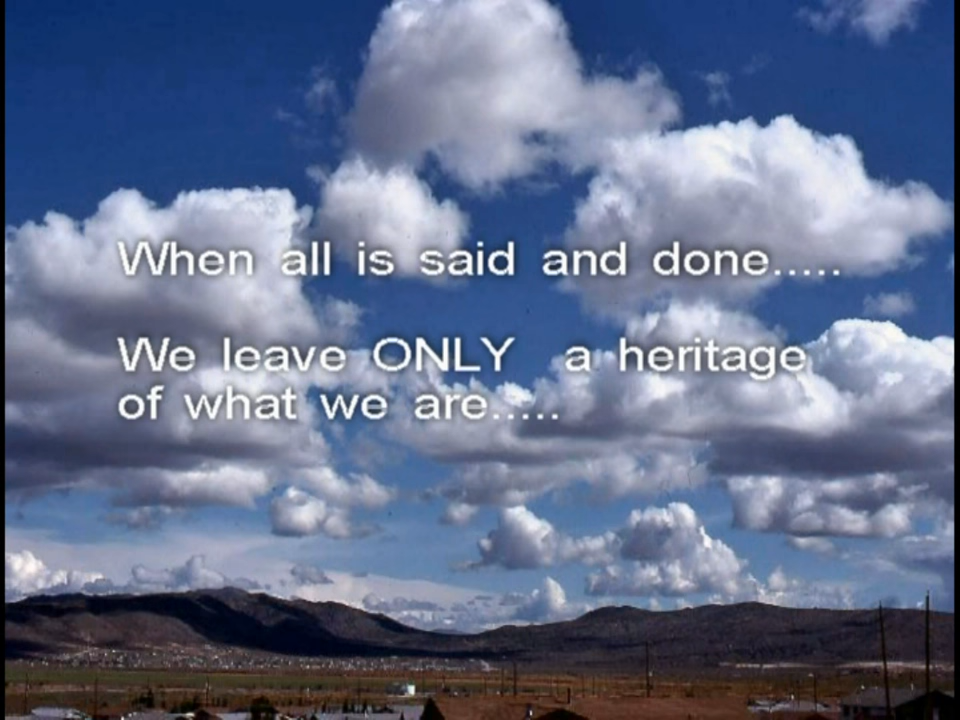 When all is said and done.....
We leave ONLY a heritage
of what we are.....